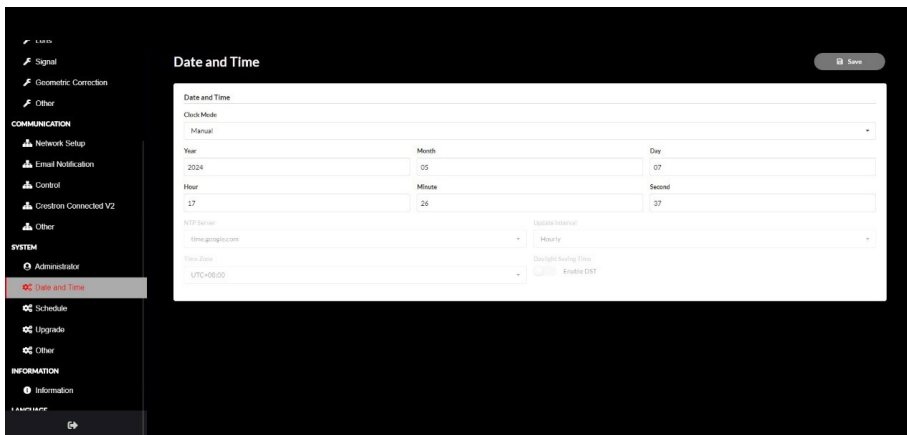 Signal
Geometric Correction
Other
COMMUNICATION
Network Setup
Email Notification
Control
Crestron Connected V2
Other
SYSTEM
Administrator
Date and Time
Schedule
Upgrade
Other
INFORMATION
Information
LANGUAGE
Date and Time
Save
Date and Time
Clock Mode
Manual
Year Month Day
2024 05 07
Hour Minute Second
17 26 37
NTP Server Update Interval
time.google.com Hourly
Time Zone Daylight Saving Time
UTC+08:00 Enable DST